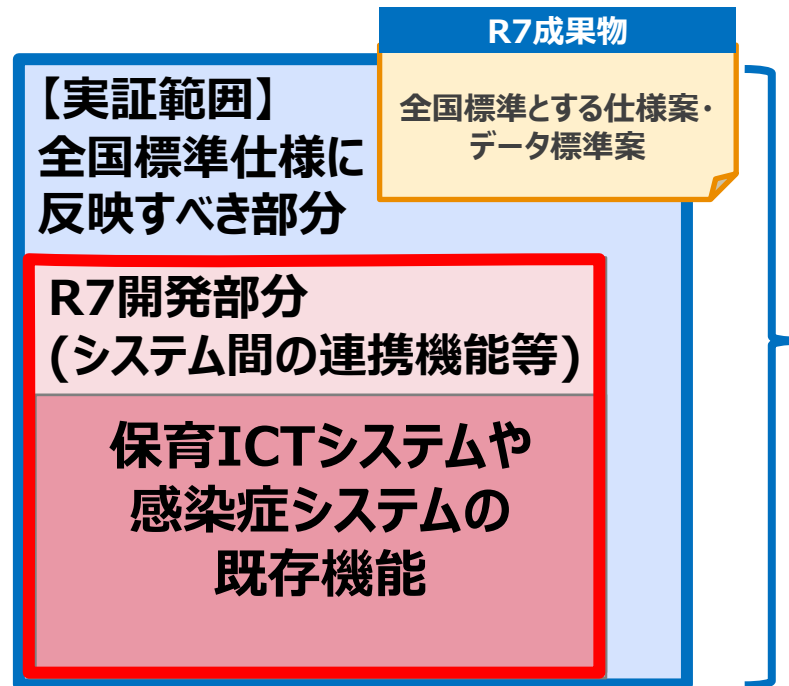 R7成果物
全国標準とする仕様案・
データ標準案
【実証範囲】
全国標準仕様に
反映すべき部分
R7開発部分
(システム間の連携機能等)
保育ICTシステムや
感染症システムの
既存機能